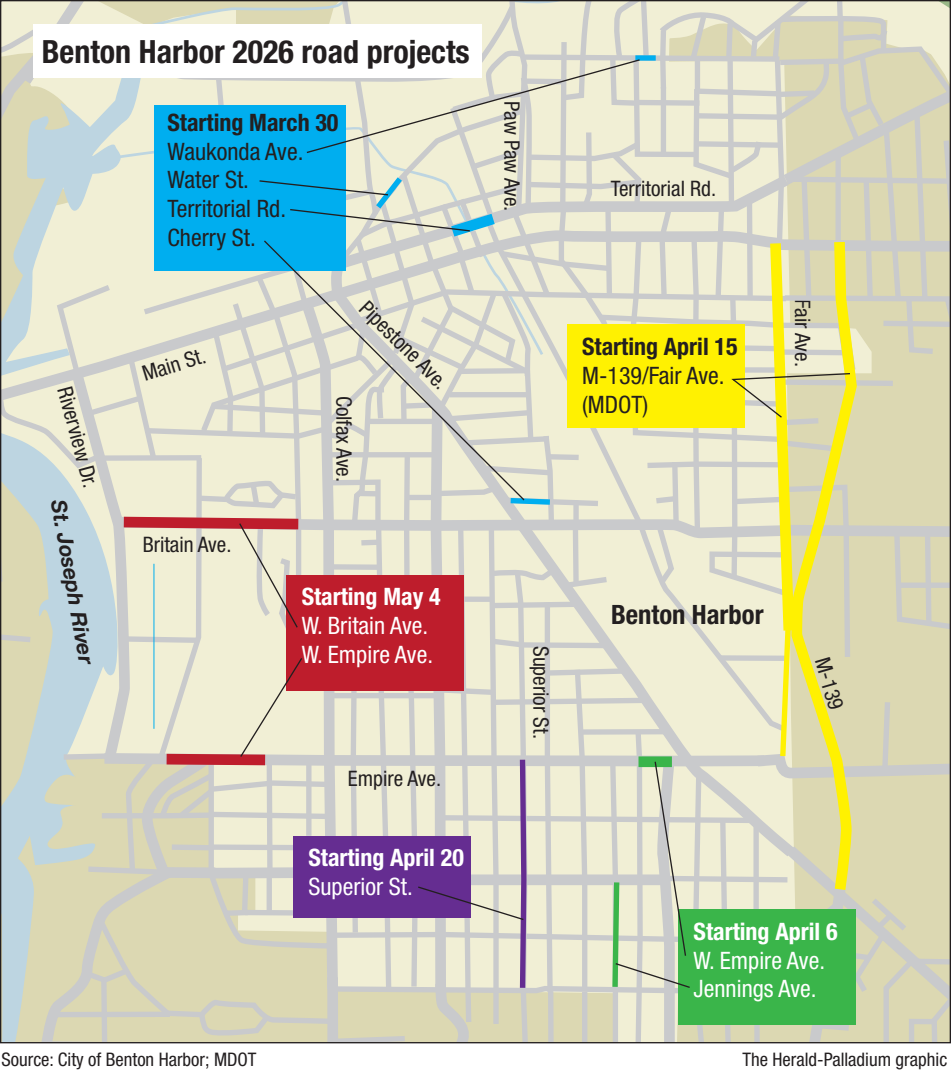 Benton Harbor 2026 road projects
Starting March 30
Waukonda Ave.
Water St.
Territorial Rd.
Cherry St.
Paw Paw Ave.
Territorial Rd.
Pipestone Ave.
Main St.
Riverview Dr.
Colfax Ave.
Fair Ave.
Starting April 15
M-139/Fair Ave.
(MDOT)
St. Joseph River
Britain Ave.
Starting May 4
W. Britain Ave.
W. Empire Ave.
Benton Harbor
Superior St.
M-139
Empire Ave.
Starting April 20
Superior St.
Starting April 6
W. Empire Ave.
Jennings Ave.
Source: City of Benton Harbor; MDOT
The Herald-Palladium graphic